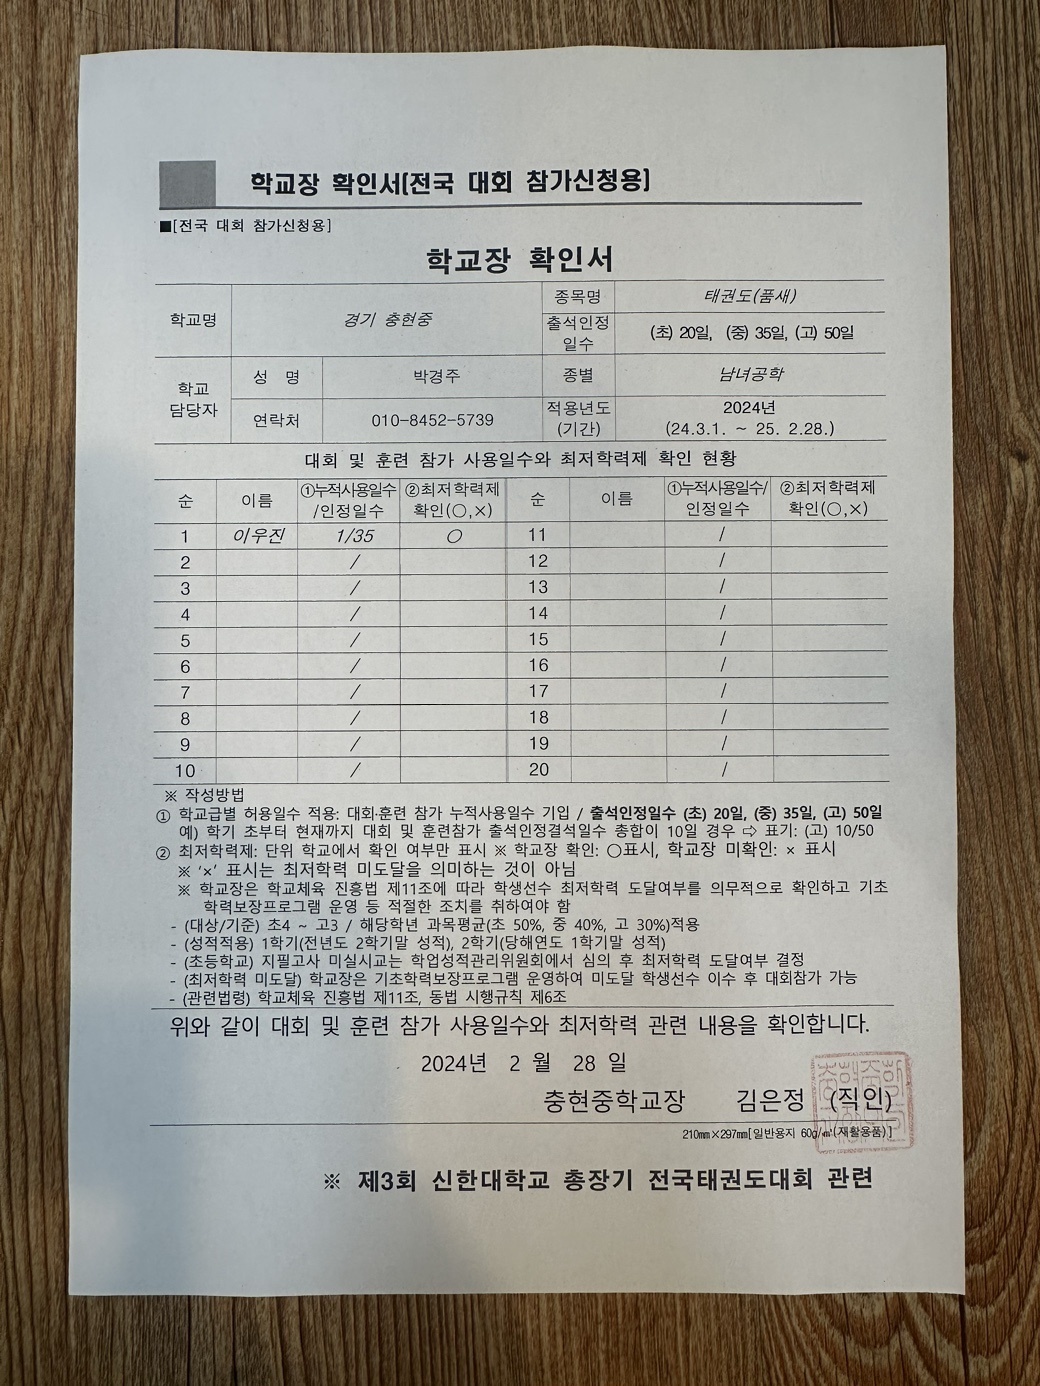 학교장 확인서(전국 대회 참가신청용)
■[전국 대회 참가신청용]
학교장 확인서
학교명 경기 충현중 종목명 태권도(품새)
출석인정 일수 (초) 20일, (중) 35일, (고) 50일
학교 담당자 성 명 박경주 종별 남녀공학
연락처 010-8452-5739 적용년도 (기간) 2024년 (24.3.1. ~ 25. 2.28.)
대회 및 훈련 참가 사용일수와 최저학력제 확인 현황
순 이름 ①누적사용일수/인정일수 ②최저학력제 확인(○,×) 순 이름 ①누적사용일수/인정일수 ②최저학력제 확인(○,×)
1 이우진 1/35 ○ 11 /
2 / 12 /
3 / 13 /
4 / 14 /
5 / 15 /
6 / 16 /
7 / 17 /
8 / 18 /
9 / 19 /
10 / 20 /
※ 작성방법
① 학교급별 허용일수 적용: 대회·훈련 참가 누적사용일수 기입 / 출석인정일수 (초) 20일, (중) 35일, (고) 50일
예) 학기 초부터 현재까지 대회 및 훈련참가 출석인정결석일수 총합이 10일 경우 ⇨ 표기: (고) 10/50
② 최저학력제: 단위 학교에서 확인 여부만 표시 ※ 학교장 확인: ○표시, 학교장 미확인: × 표시
※ '×' 표시는 최저학력 미도달을 의미하는 것이 아님
※ 학교장은 학교체육 진흥법 제11조에 따라 학생선수 최저학력 도달여부를 의무적으로 확인하고 기초
학력보장프로그램 운영 등 적절한 조치를 취하여야 함
- (대상/기준) 초4 ~ 고3 / 해당학년 과목평균(초 50%, 중 40%, 고 30%)적용
- (성적적용) 1학기(전년도 2학기말 성적), 2학기(당해연도 1학기말 성적)
- (초등학교) 지필고사 미실시교는 학업성적관리위원회에서 심의 후 최저학력 도달여부 결정
- (최저학력 미도달) 학교장은 기초학력보장프로그램 운영하여 미도달 학생선수 이수 후 대회참가 가능
- (관련법령) 학교체육 진흥법 제11조, 동법 시행규칙 제6조
위와 같이 대회 및 훈련 참가 사용일수와 최저학력 관련 내용을 확인합니다.
2024년 2 월 28 일
충현중학교장 김은정 (직인)
210㎜×297㎜[일반용지 60g/㎡(재활용품)]
※ 제3회 신한대학교 총장기 전국태권도대회 관련